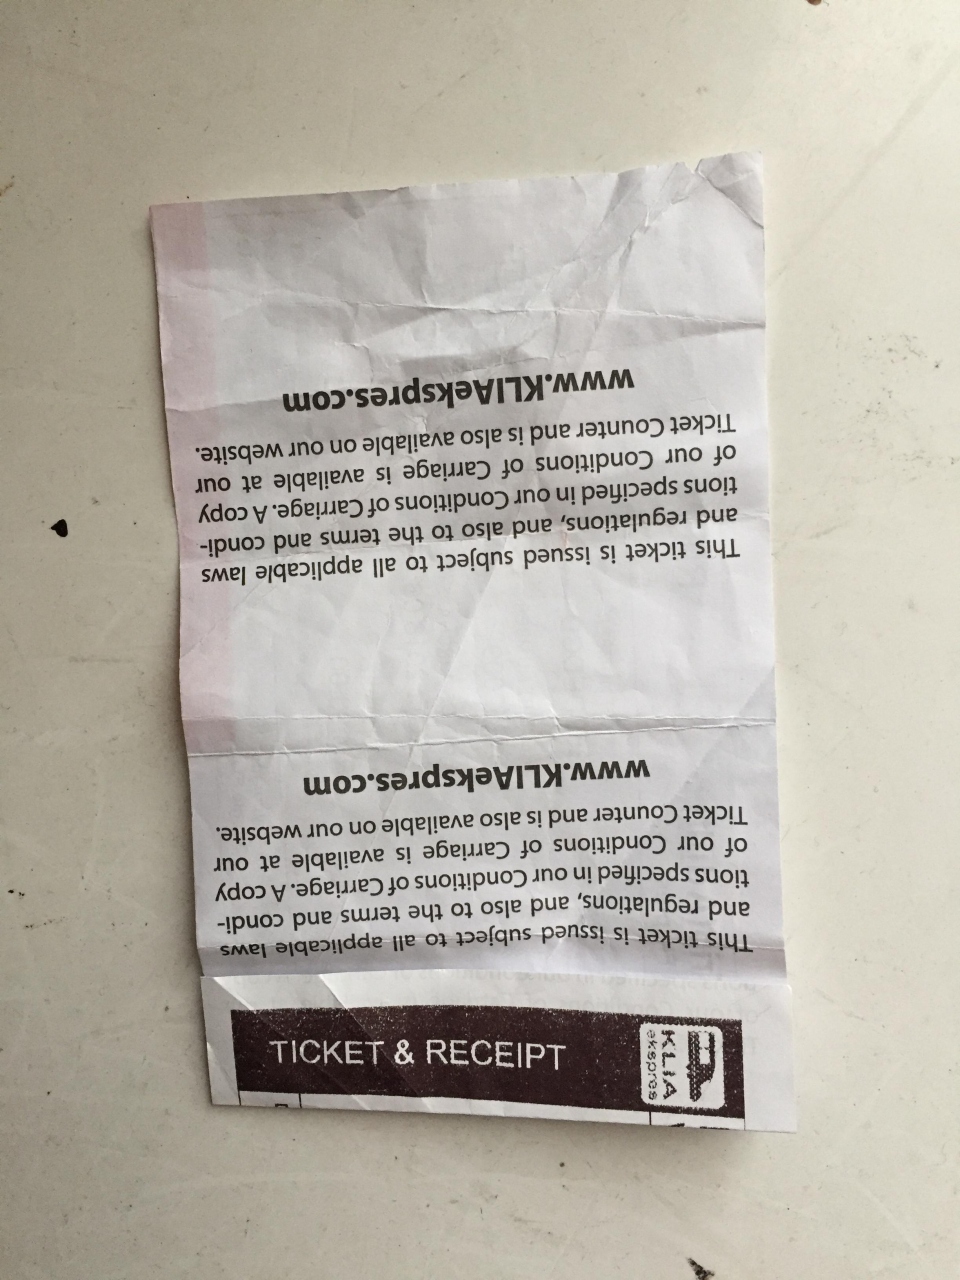 This ticket is issued subject to all applicable laws
and regulations, and also to the terms and condi-
tions specified in our Conditions of Carriage. A copy
of our Conditions of Carriage is available at our
Ticket Counter and is also available on our website.
www.KLIAekspres.com
This ticket is issued subject to all applicable laws
and regulations, and also to the terms and condi-
tions specified in our Conditions of Carriage. A copy
of our Conditions of Carriage is available at our
Ticket Counter and is also available on our website.
www.KLIAekspres.com
TICKET & RECEIPT
KLIA
ekspres